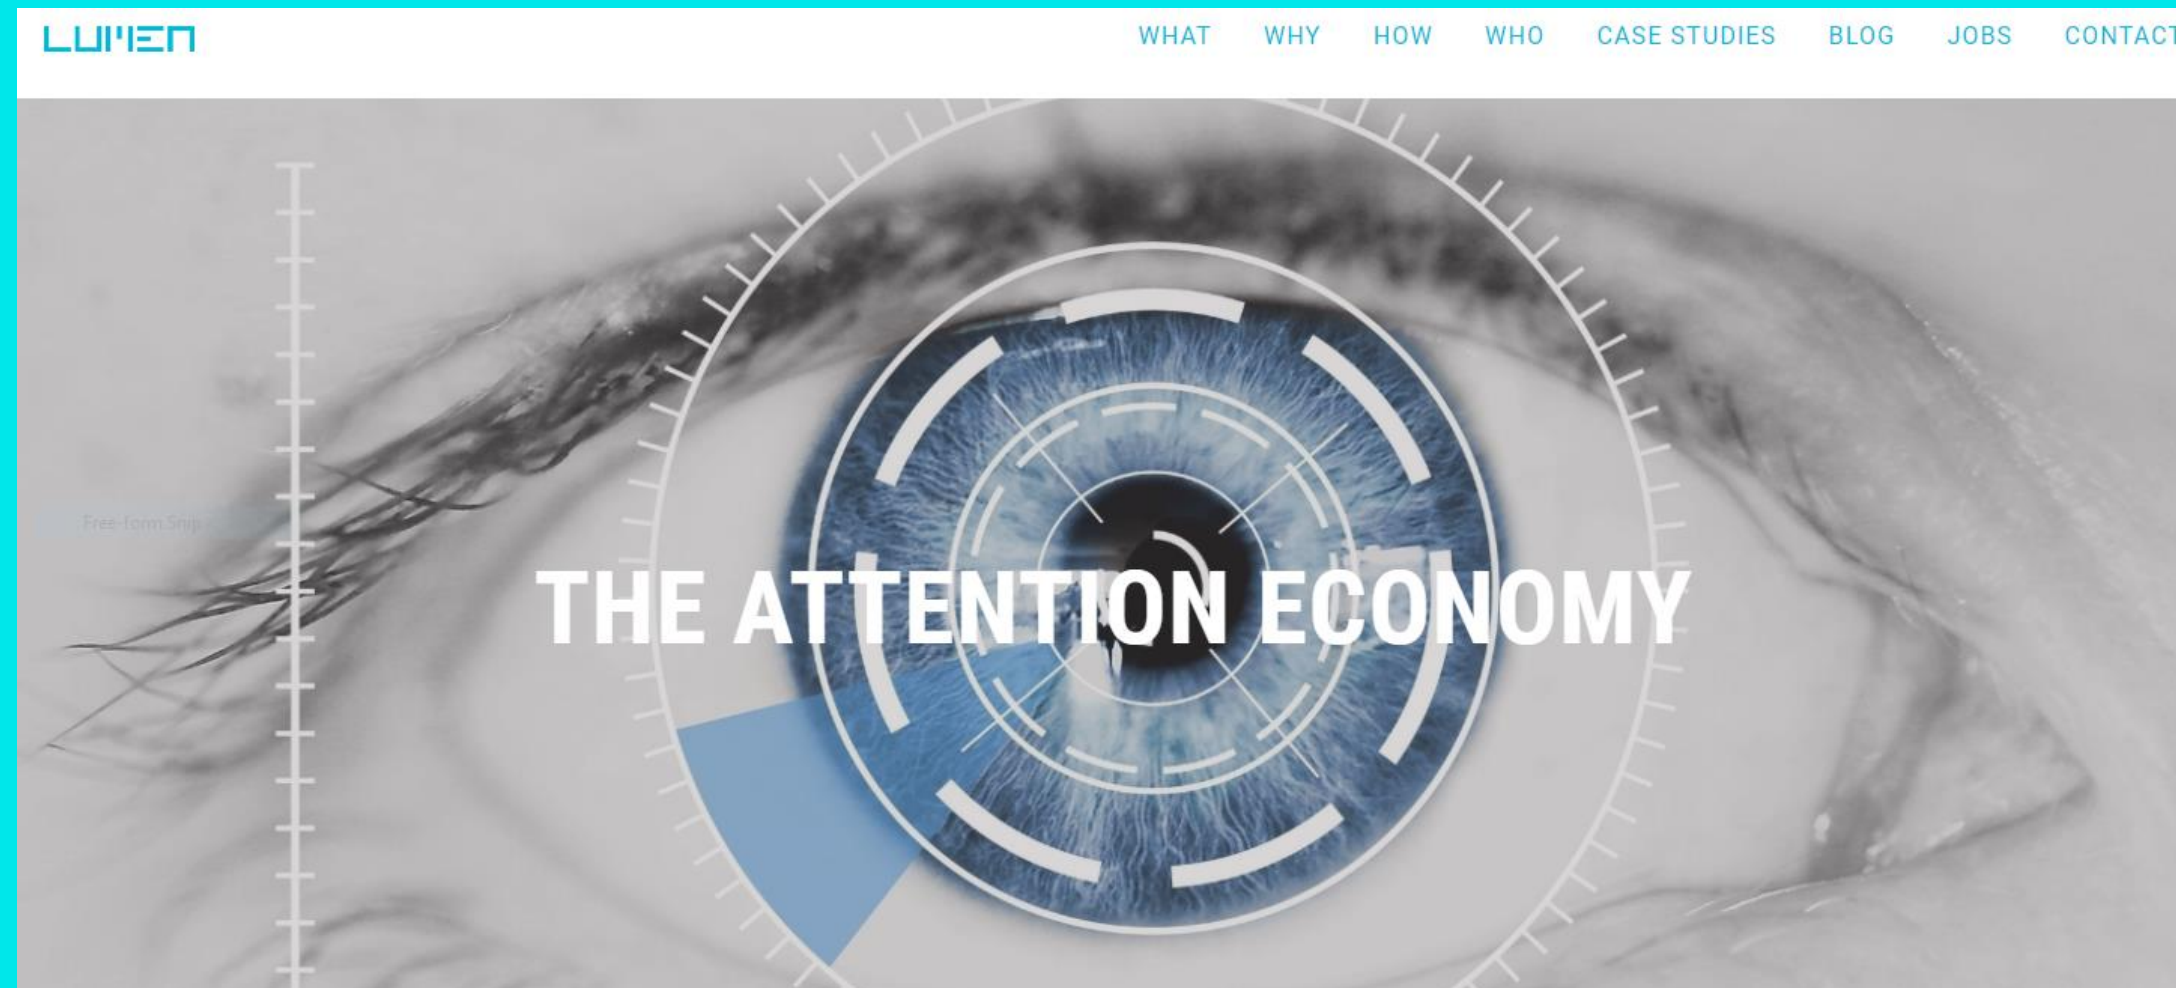 LUMEN
WHAT WHY HOW WHO CASE STUDIES BLOG JOBS CONTACT
Free-form Snip
THE ATTENTION ECONOMY